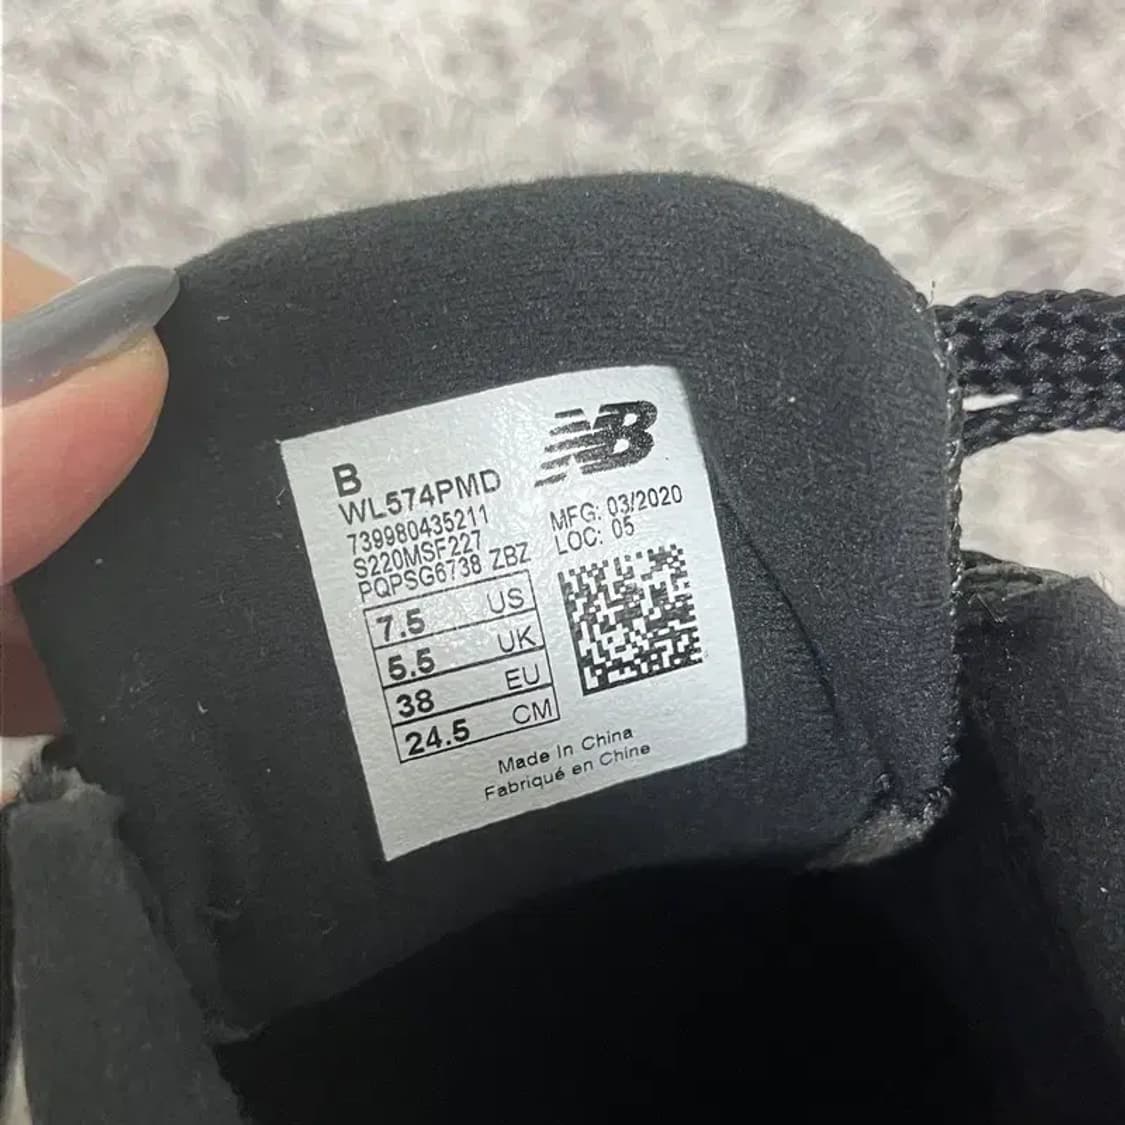 B
NB
WL574PMD
739980435211
S220MSF227
PQPSG6738 ZBZ
MFG: 03/2020
LOC: 05
7.5 US
5.5 UK
38 EU
24.5 CM
Made In China
Fabriqué en Chine